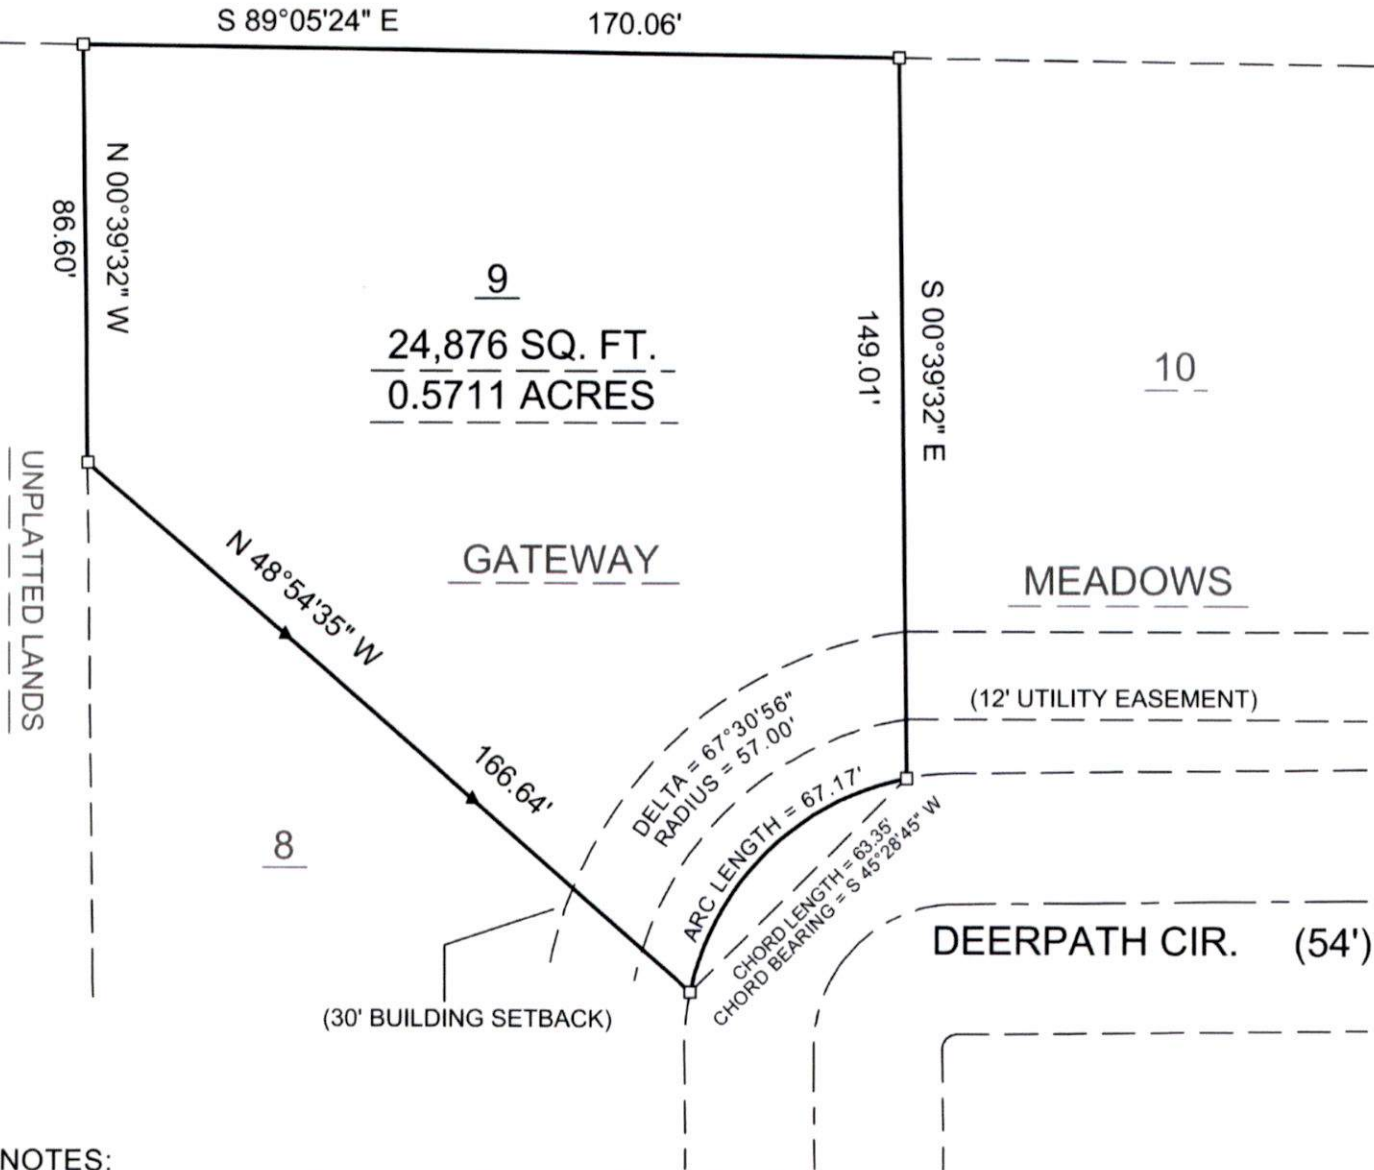 S 89°05'24" E 170.06'
N 00°39'32" W
86.60'
9
24,876 SQ. FT.
0.5711 ACRES
149.01'
S 00°39'32" E
10
UNPLATTED LANDS
N 48°54'35" W
GATEWAY
MEADOWS
(12' UTILITY EASEMENT)
166.64'
DELTA = 67°30'56"
RADIUS = 57.00'
ARC LENGTH = 67.17'
CHORD LENGTH = 63.35'
CHORD BEARING = S 45°28'45" W
8
DEERPATH CIR. (54')
(30' BUILDING SETBACK)
NOTES: